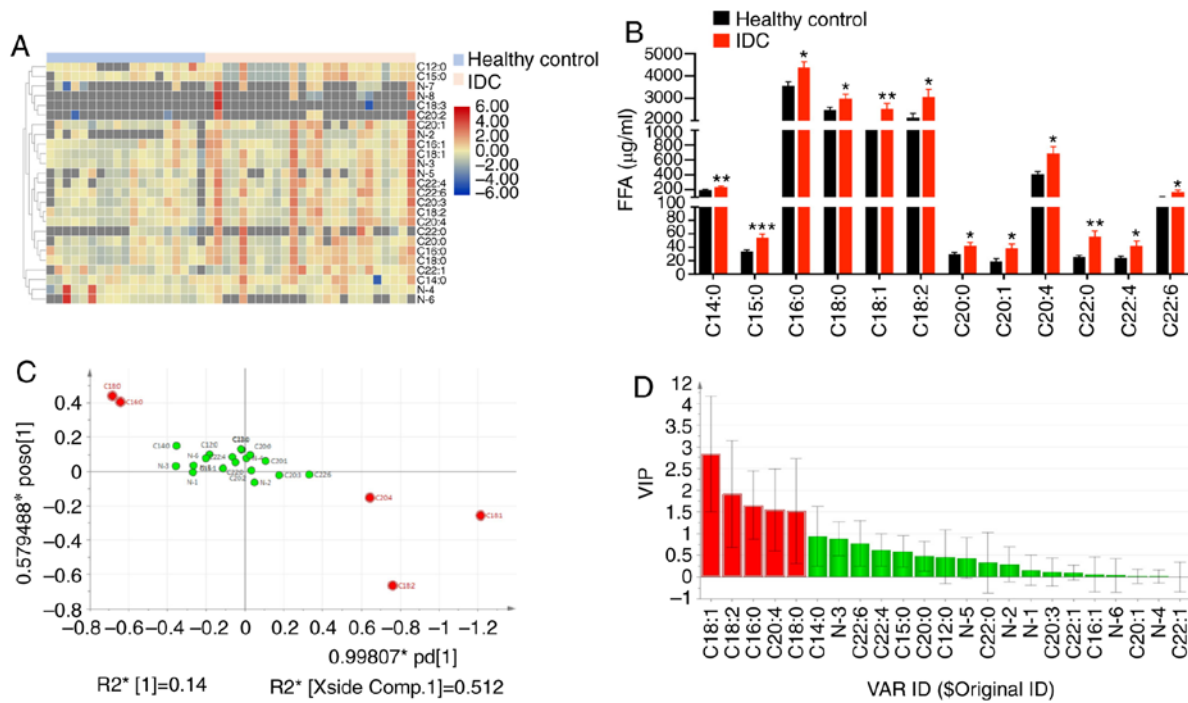 A
Healthy control
IDC
6.00
4.00
2.00
0.00
−2.00
−4.00
−6.00
C12:0
C15:0
N-7
N-8
C18:3
C20:2
C20:1
N-2
C16:1
C18:1
N-3
N-5
C22:4
C22:6
C20:3
C18:2
C20:4
C22:0
C20:0
C16:0
C18:0
C22:1
C14:0
N-4
N-6
B
Healthy control
IDC
FFA (µg/ml)
5000
4000
3000
2000
1000
800
600
400
200
100
80
60
40
20
0
** *** * * ** * * * * ** * *
C14:0 C15:0 C16:0 C18:0 C18:1 C18:2 C20:0 C20:1 C20:4 C22:0 C22:4 C22:6
C
0.579488* poso[1]
0.4
0.2
0
−0.2
−0.4
−0.6
−0.8
C180
C160
C140
C120
N-3
N-1
N-2
C226
C204
C181
C182
−0.8 −0.6 −0.4 −0.2 0 0.2 0.4 0.6 −0.8 −1 −1.2
0.99807* pd[1]
R2* [1]=0.14 R2* [Xside Comp.1]=0.512
D
VIP
12
4
3
2
1.5
1
0.5
0
−1
C18:1 C18:2 C16:0 C20:4 C18:0 C14:0 N-3 C22:6 C22:4 C15:0 C20:0 C12:0 N-5 C22:0 N-2 N-1 C20:3 C22:1 C16:1 N-6 C20:1 N-4 C22:1
VAR ID ($Original ID)